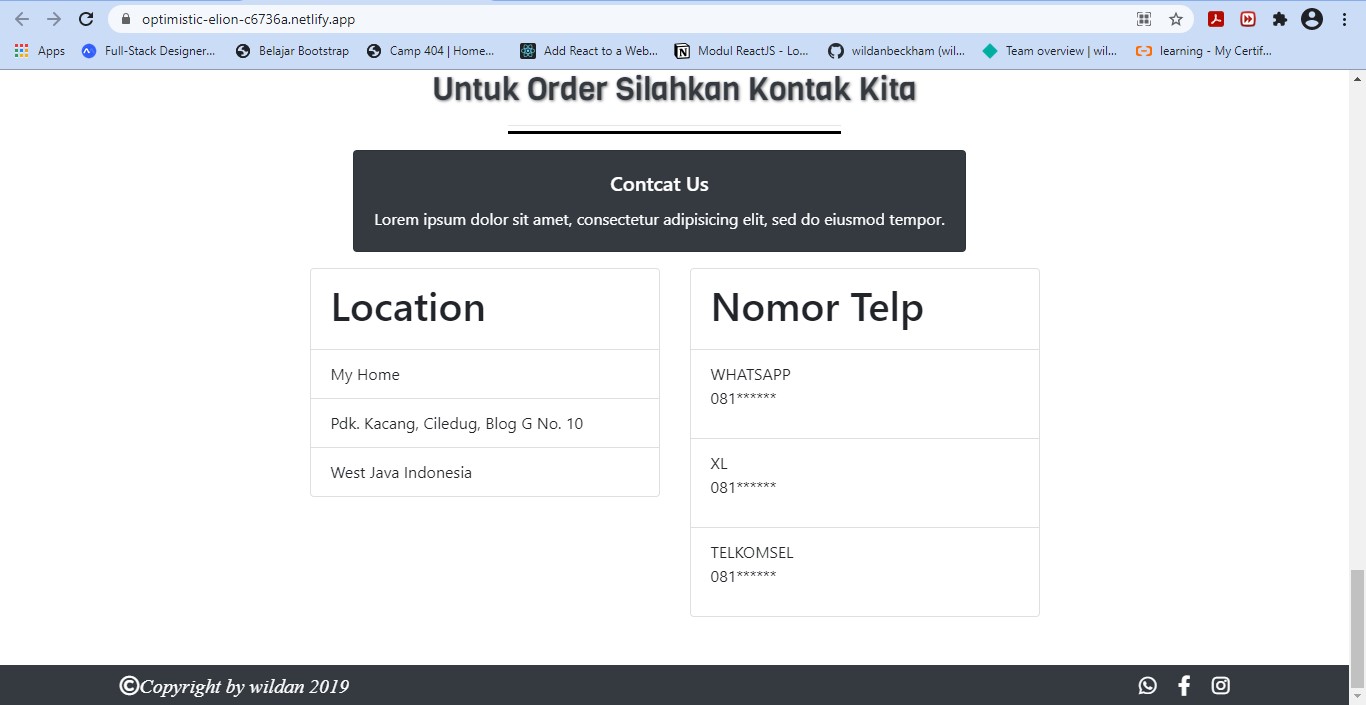 optimistic-elion-c6736a.netlify.app
Apps Full-Stack Designer... Belajar Bootstrap Camp 404 | Home... Add React to a Web... Modul ReactJS - Lo... wildanbeckham (wil... Team overview | wil... learning - My Certif...
Untuk Order Silahkan Kontak Kita
Contcat Us
Lorem ipsum dolor sit amet, consectetur adipisicing elit, sed do eiusmod tempor.
Location
My Home
Pdk. Kacang, Ciledug, Blog G No. 10
West Java Indonesia
Nomor Telp
WHATSAPP
081******
XL
081******
TELKOMSEL
081******
©Copyright by wildan 2019